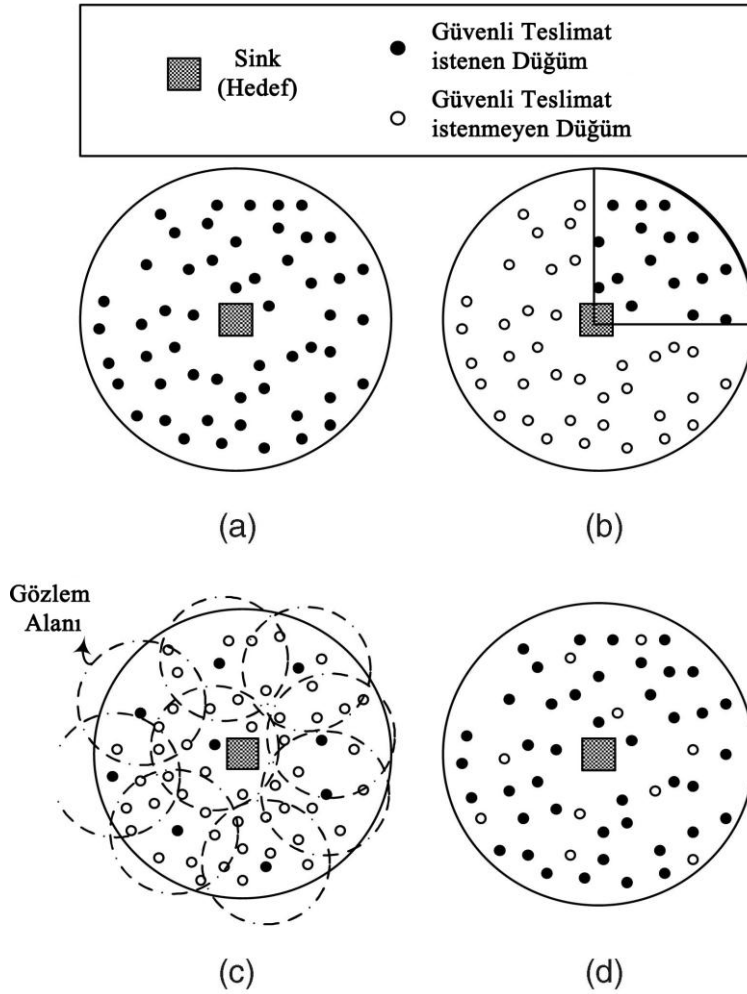 Sink
(Hedef)
Güvenli Teslimat
istenen Düğüm
Güvenli Teslimat
istenmeyen Düğüm
(a)
(b)
Gözlem
Alanı
(c)
(d)